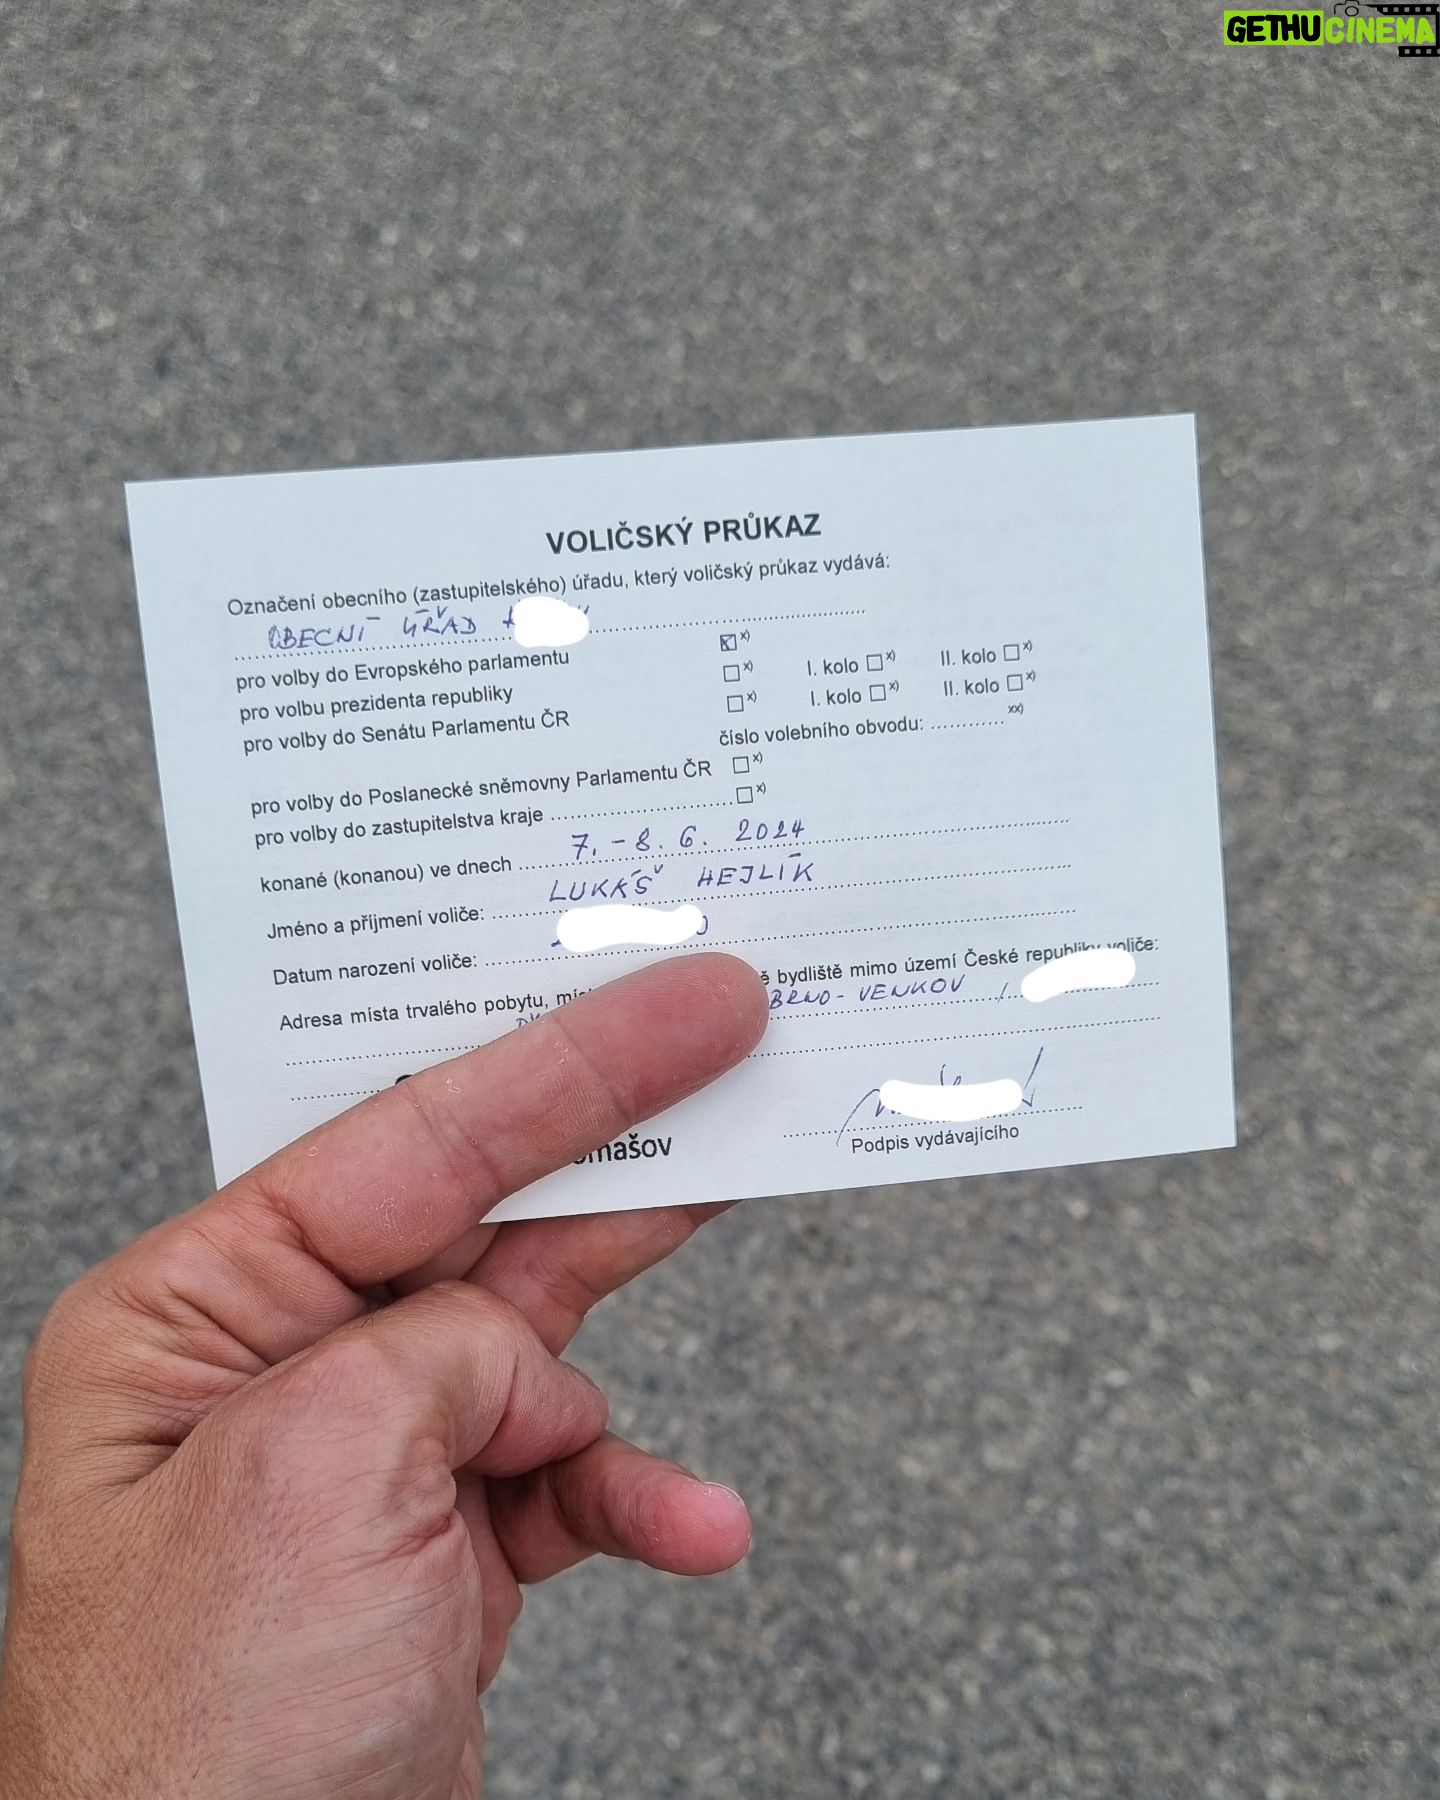 GETHUCINEMA
VOLIČSKÝ PRŮKAZ
Označení obecního (zastupitelského) úřadu, který voličský průkaz vydává:
OBECNÍ ÚŘAD
pro volby do Evropského parlamentu ☒ x)
pro volbu prezidenta republiky ☐ x) I. kolo ☐ x) II. kolo ☐ x)
pro volby do Senátu Parlamentu ČR ☐ x) I. kolo ☐ x) II. kolo ☐ x)
číslo volebního obvodu: ............ xx)
pro volby do Poslanecké sněmovny Parlamentu ČR ☐ x)
pro volby do zastupitelstva kraje ☐ x)
konané (konanou) ve dnech 7. - 8. 6. 2024
Jméno a příjmení voliče: LUKÁŠ HEJLÍK
Datum narození voliče:
Adresa místa trvalého pobytu, bydliště mimo území České republiky voliče:
BRNO - VENKOV /
Podpis vydávajícího